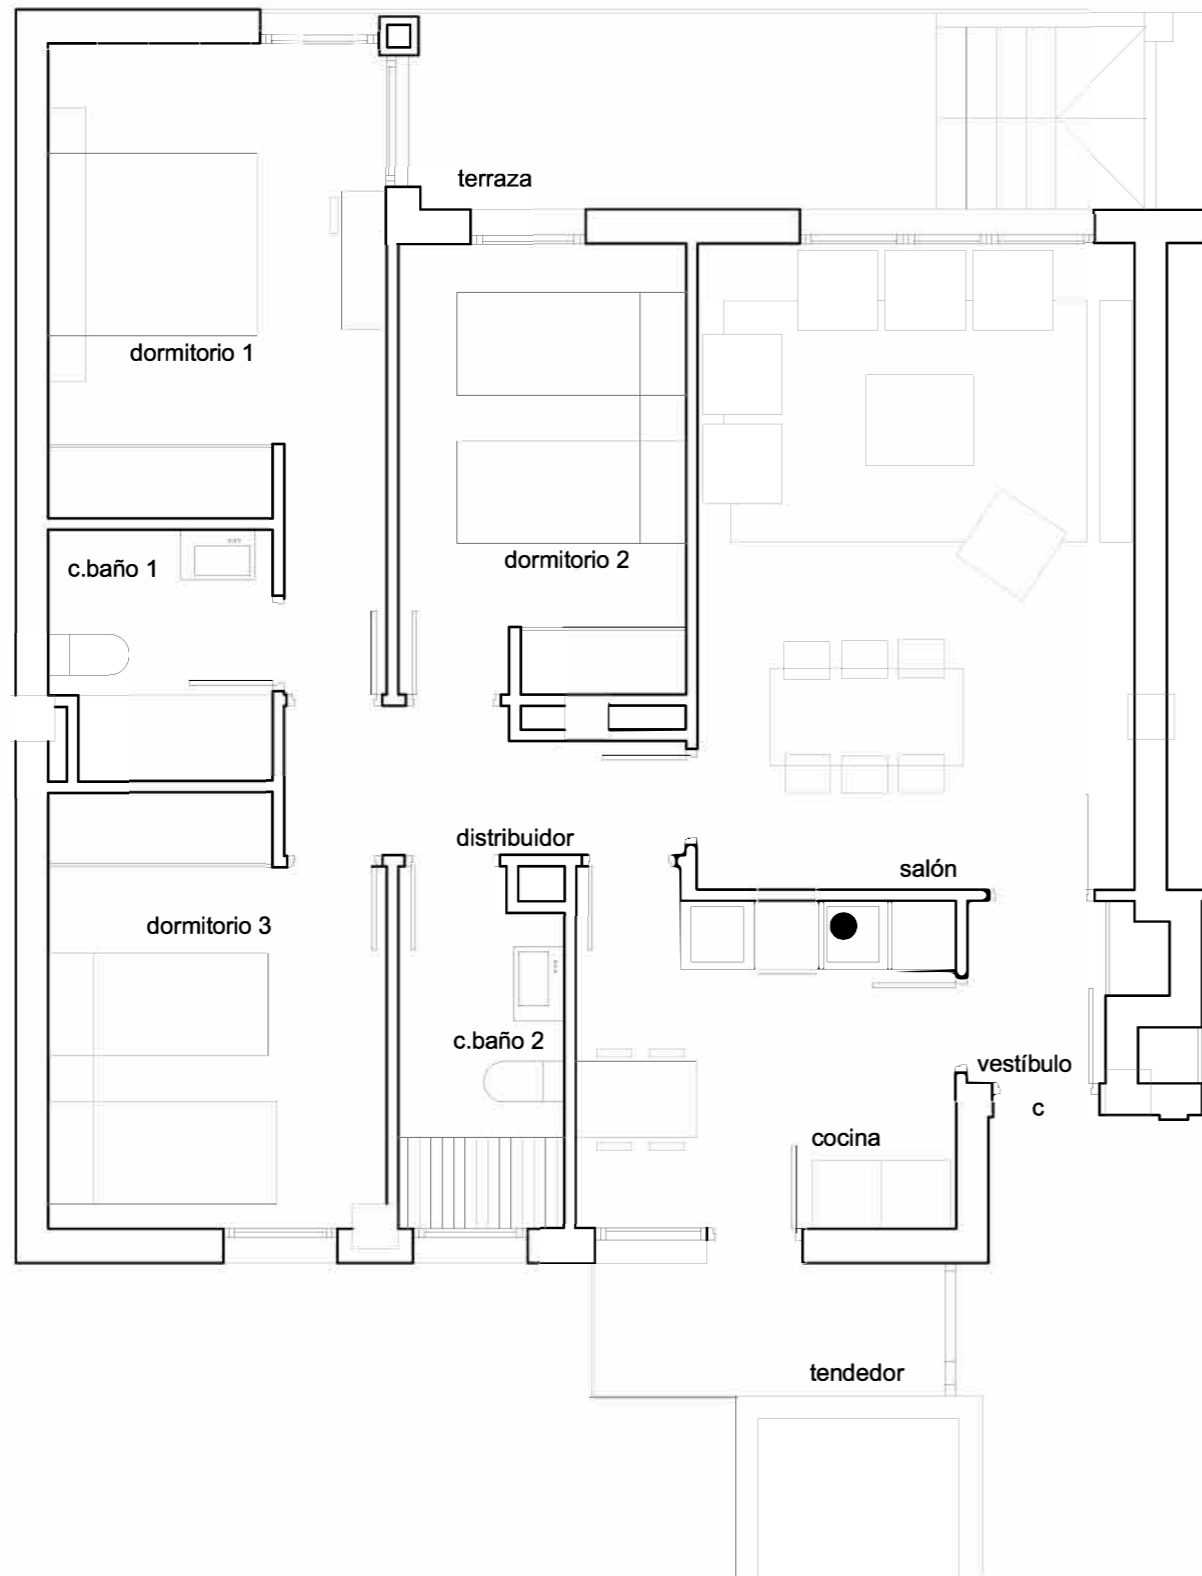 terraza
dormitorio 1
dormitorio 2
c.baño 1
distribuidor
salón
dormitorio 3
c.baño 2
vestíbulo
c
cocina
tendedor